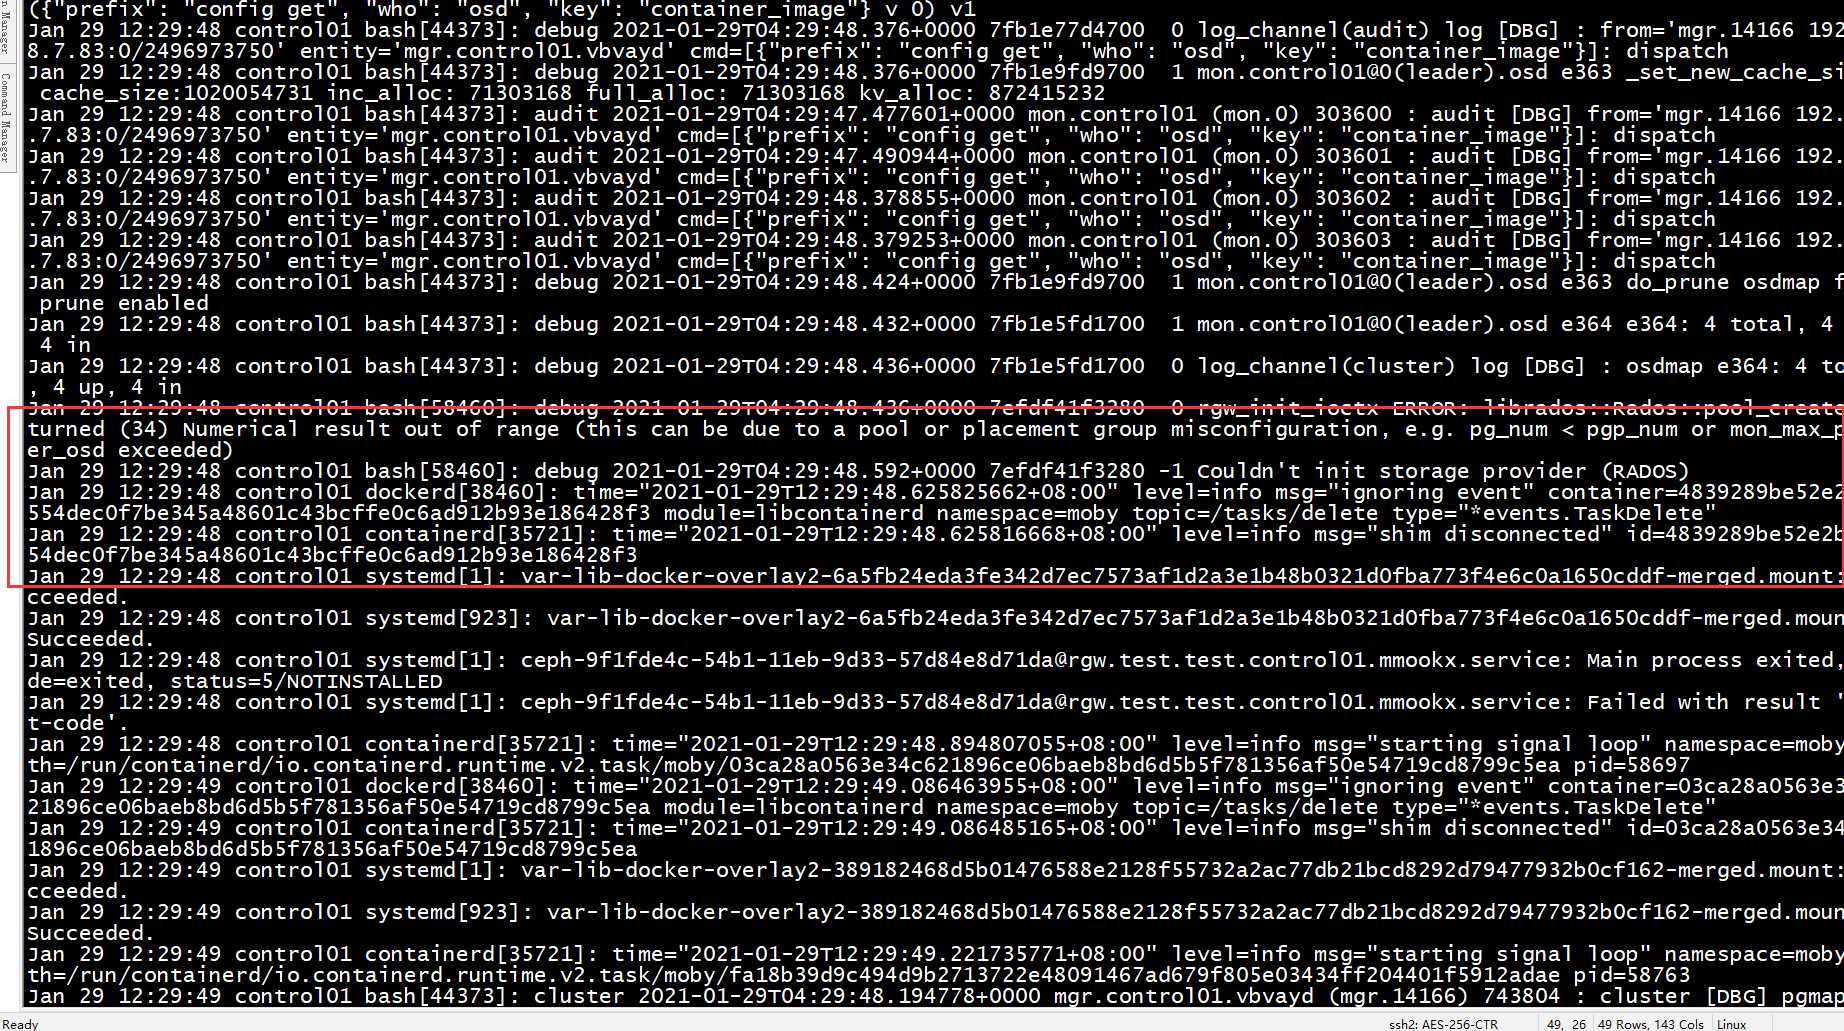 ({"prefix": "config get", "who": "osd", "key": "container_image"} v 0) v1
Jan 29 12:29:48 control01 bash[44373]: debug 2021-01-29T04:29:48.376+0000 7fb1e77d4700  0 log_channel(audit) log [DBG] : from='mgr.14166 192
8.7.83:0/2496973750' entity='mgr.control01.vbvayd' cmd=[{"prefix": "config get", "who": "osd", "key": "container_image"}]: dispatch
Jan 29 12:29:48 control01 bash[44373]: debug 2021-01-29T04:29:48.376+0000 7fb1e9fd9700  1 mon.control01@0(leader).osd e363 _set_new_cache_si
 cache_size:1020054731 inc_alloc: 71303168 full_alloc: 71303168 kv_alloc: 872415232
Jan 29 12:29:48 control01 bash[44373]: audit 2021-01-29T04:29:47.477601+0000 mon.control01 (mon.0) 303600 : audit [DBG] from='mgr.14166 192.
.7.83:0/2496973750' entity='mgr.control01.vbvayd' cmd=[{"prefix": "config get", "who": "osd", "key": "container_image"}]: dispatch
Jan 29 12:29:48 control01 bash[44373]: audit 2021-01-29T04:29:47.490944+0000 mon.control01 (mon.0) 303601 : audit [DBG] from='mgr.14166 192.
.7.83:0/2496973750' entity='mgr.control01.vbvayd' cmd=[{"prefix": "config get", "who": "osd", "key": "container_image"}]: dispatch
Jan 29 12:29:48 control01 bash[44373]: audit 2021-01-29T04:29:48.378855+0000 mon.control01 (mon.0) 303602 : audit [DBG] from='mgr.14166 192.
.7.83:0/2496973750' entity='mgr.control01.vbvayd' cmd=[{"prefix": "config get", "who": "osd", "key": "container_image"}]: dispatch
Jan 29 12:29:48 control01 bash[44373]: audit 2021-01-29T04:29:48.379253+0000 mon.control01 (mon.0) 303603 : audit [DBG] from='mgr.14166 192.
.7.83:0/2496973750' entity='mgr.control01.vbvayd' cmd=[{"prefix": "config get", "who": "osd", "key": "container_image"}]: dispatch
Jan 29 12:29:48 control01 bash[44373]: debug 2021-01-29T04:29:48.424+0000 7fb1e9fd9700  1 mon.control01@0(leader).osd e363 do_prune osdmap f
 prune enabled
Jan 29 12:29:48 control01 bash[44373]: debug 2021-01-29T04:29:48.432+0000 7fb1e5fd1700  1 mon.control01@0(leader).osd e364 e364: 4 total, 4
 4 in
Jan 29 12:29:48 control01 bash[44373]: debug 2021-01-29T04:29:48.436+0000 7fb1e5fd1700  0 log_channel(cluster) log [DBG] : osdmap e364: 4 to
, 4 up, 4 in
Jan 29 12:29:48 control01 bash[58460]: debug 2021-01-29T04:29:48.436+0000 7efdf41f3280  0 rgw_init_ioctx ERROR: librados::Rados::pool_create
turned (34) Numerical result out of range (this can be due to a pool or placement group misconfiguration, e.g. pg_num < pgp_num or mon_max_p
er_osd exceeded)
Jan 29 12:29:48 control01 bash[58460]: debug 2021-01-29T04:29:48.592+0000 7efdf41f3280 -1 Couldn't init storage provider (RADOS)
Jan 29 12:29:48 control01 dockerd[38460]: time="2021-01-29T12:29:48.625825662+08:00" level=info msg="ignoring event" container=4839289be52e2
554dec0f7be345a48601c43bcffe0c6ad912b93e186428f3 module=libcontainerd namespace=moby topic=/tasks/delete type="*events.TaskDelete"
Jan 29 12:29:48 control01 containerd[35721]: time="2021-01-29T12:29:48.625816668+08:00" level=info msg="shim disconnected" id=4839289be52e2b
54dec0f7be345a48601c43bcffe0c6ad912b93e186428f3
Jan 29 12:29:48 control01 systemd[1]: var-lib-docker-overlay2-6a5fb24eda3fe342d7ec7573af1d2a3e1b48b0321d0fba773f4e6c0a1650cddf-merged.mount:
cceeded.
Jan 29 12:29:48 control01 systemd[923]: var-lib-docker-overlay2-6a5fb24eda3fe342d7ec7573af1d2a3e1b48b0321d0fba773f4e6c0a1650cddf-merged.moun
Succeeded.
Jan 29 12:29:48 control01 systemd[1]: ceph-9f1fde4c-54b1-11eb-9d33-57d84e8d71da@rgw.test.test.control01.mmookx.service: Main process exited,
de=exited, status=5/NOTINSTALLED
Jan 29 12:29:48 control01 systemd[1]: ceph-9f1fde4c-54b1-11eb-9d33-57d84e8d71da@rgw.test.test.control01.mmookx.service: Failed with result '
t-code'.
Jan 29 12:29:48 control01 containerd[35721]: time="2021-01-29T12:29:48.894807055+08:00" level=info msg="starting signal loop" namespace=moby
th=/run/containerd/io.containerd.runtime.v2.task/moby/03ca28a0563e34c621896ce06baeb8bd6d5b5f781356af50e54719cd8799c5ea pid=58697
Jan 29 12:29:49 control01 dockerd[38460]: time="2021-01-29T12:29:49.086463955+08:00" level=info msg="ignoring event" container=03ca28a0563e3
21896ce06baeb8bd6d5b5f781356af50e54719cd8799c5ea module=libcontainerd namespace=moby topic=/tasks/delete type="*events.TaskDelete"
Jan 29 12:29:49 control01 containerd[35721]: time="2021-01-29T12:29:49.086485165+08:00" level=info msg="shim disconnected" id=03ca28a0563e34
1896ce06baeb8bd6d5b5f781356af50e54719cd8799c5ea
Jan 29 12:29:49 control01 systemd[1]: var-lib-docker-overlay2-389182468d5b01476588e2128f55732a2ac77db21bcd8292d79477932b0cf162-merged.mount:
cceeded.
Jan 29 12:29:49 control01 systemd[923]: var-lib-docker-overlay2-389182468d5b01476588e2128f55732a2ac77db21bcd8292d79477932b0cf162-merged.moun
Succeeded.
Jan 29 12:29:49 control01 containerd[35721]: time="2021-01-29T12:29:49.221735771+08:00" level=info msg="starting signal loop" namespace=moby
th=/run/containerd/io.containerd.runtime.v2.task/moby/fa18b39d9c494d9b2713722e48091467ad679f805e03434ff204401f5912adae pid=58763
Jan 29 12:29:49 control01 bash[44373]: cluster 2021-01-29T04:29:48.194778+0000 mgr.control01.vbvayd (mgr.14166) 743804 : cluster [DBG] pgmap
n Manager
Command Manager
Ready
ssh2: AES-256-CTR
49, 26
49 Rows, 143 Cols
Linux